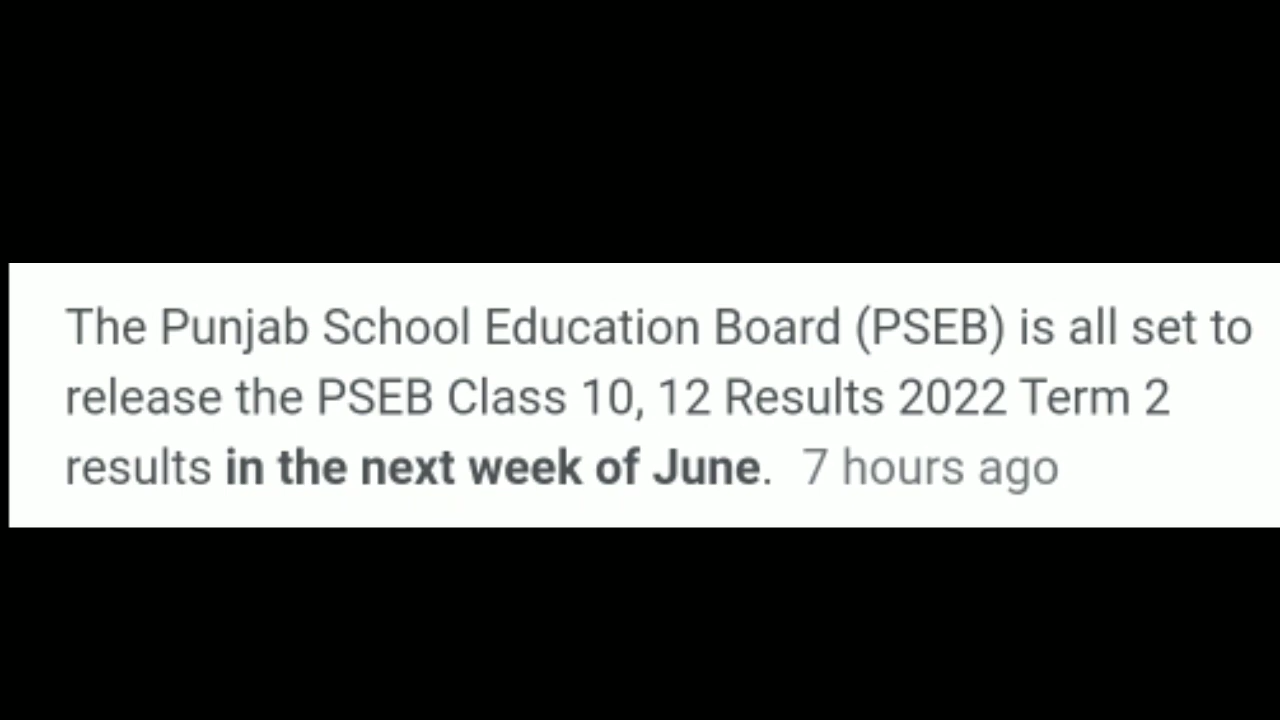 The Punjab School Education Board (PSEB) is all set to
release the PSEB Class 10, 12 Results 2022 Term 2
results in the next week of June. 7 hours ago